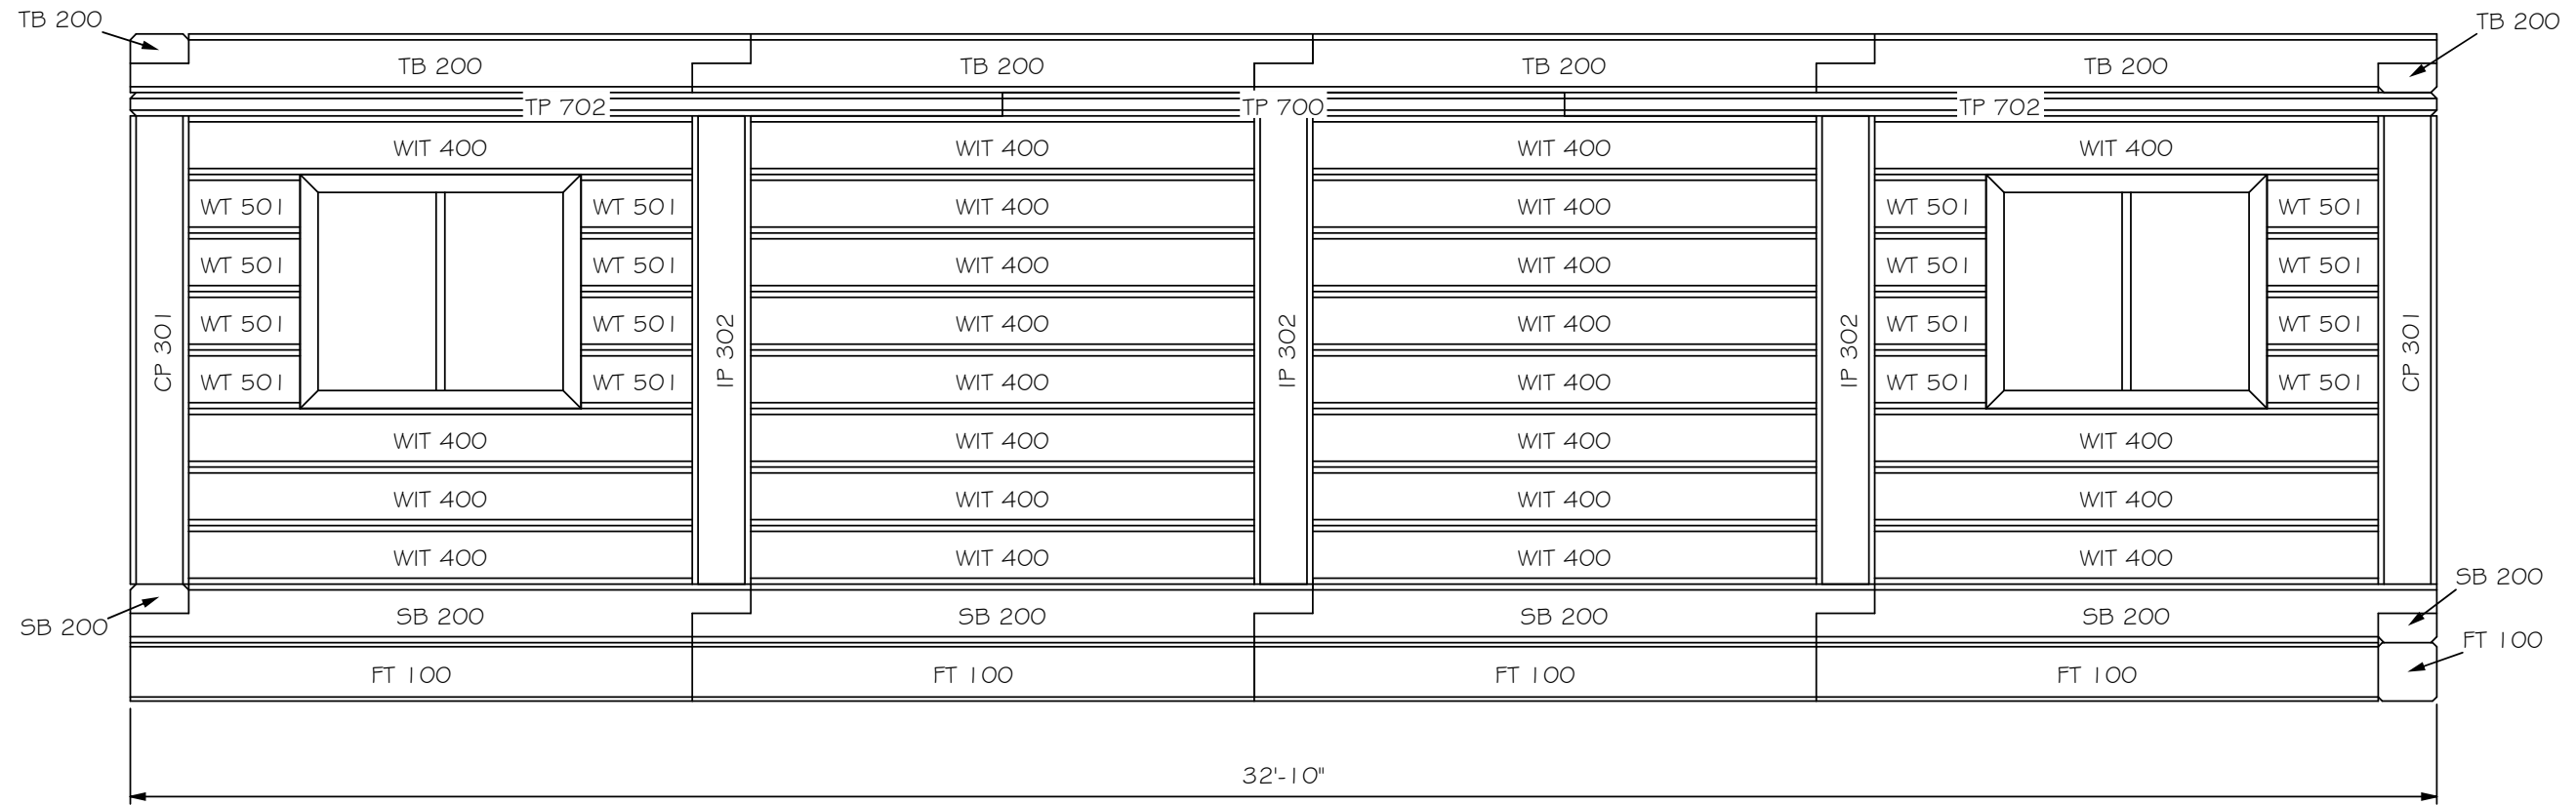 TB 200 TB 200
TB 200 TB 200 TB 200 TB 200
TP 702 TP 700 TP 702
WIT 400 WIT 400 WIT 400 WIT 400
WT 501 WT 501 WIT 400 WIT 400 WT 501 WT 501
WT 501 WT 501 WIT 400 WIT 400 WT 501 WT 501
WT 501 WT 501 WIT 400 WIT 400 WT 501 WT 501
CP 301 IP 302 IP 302 IP 302 CP 301
WT 501 WT 501 WIT 400 WIT 400 WT 501 WT 501
WIT 400 WIT 400 WIT 400 WIT 400
WIT 400 WIT 400 WIT 400 WIT 400
WIT 400 WIT 400 WIT 400 WIT 400
SB 200
SB 200 SB 200 SB 200 SB 200
SB 200 FT 100
FT 100 FT 100 FT 100 FT 100
32'-10"